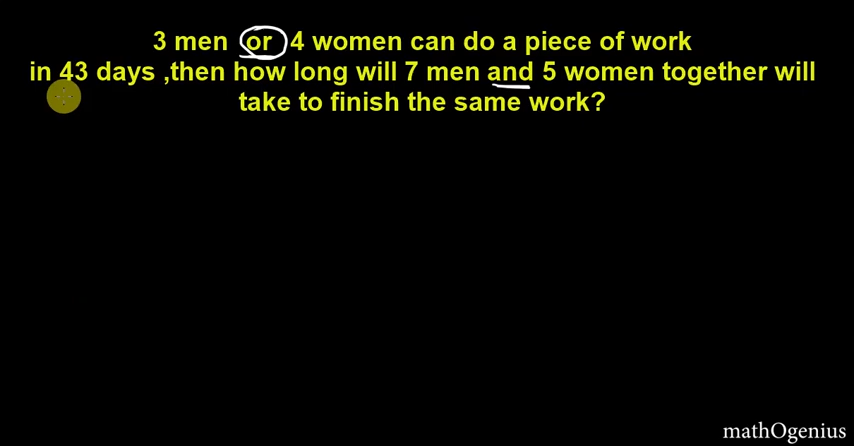 3 men or 4 women can do a piece of work
in 43 days ,then how long will 7 men and 5 women together will
take to finish the same work?
mathOgenius